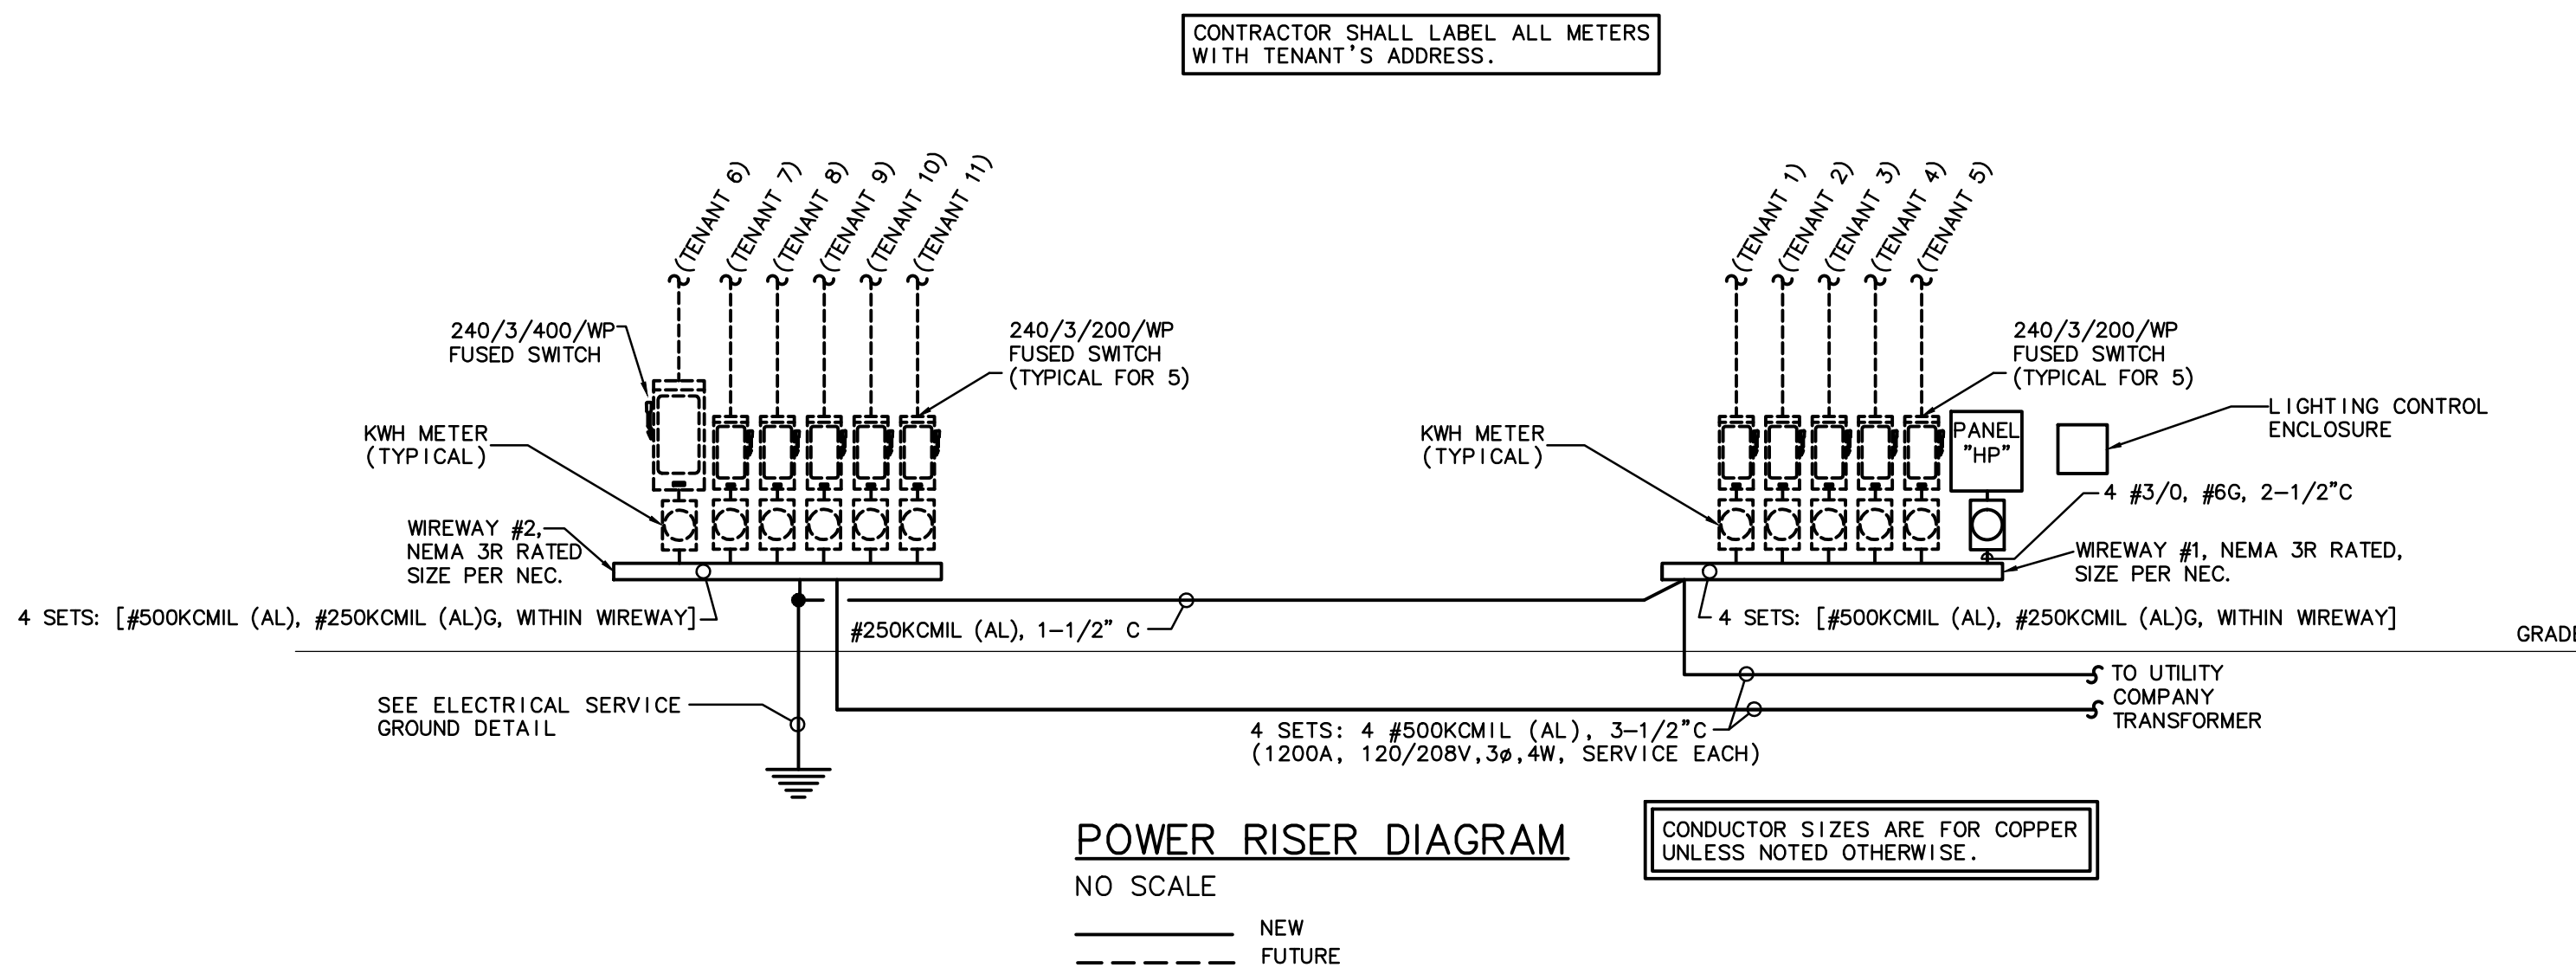 CONTRACTOR SHALL LABEL ALL METERS
WITH TENANT'S ADDRESS.
(TENANT 6)
(TENANT 7)
(TENANT 8)
(TENANT 9)
(TENANT 10)
(TENANT 11)
(TENANT 1)
(TENANT 2)
(TENANT 3)
(TENANT 4)
(TENANT 5)
240/3/400/WP
FUSED SWITCH
240/3/200/WP
FUSED SWITCH
(TYPICAL FOR 5)
240/3/200/WP
FUSED SWITCH
(TYPICAL FOR 5)
KWH METER
(TYPICAL)
KWH METER
(TYPICAL)
PANEL
"HP"
LIGHTING CONTROL
ENCLOSURE
4 #3/0, #6G, 2-1/2"C
WIREWAY #2,
NEMA 3R RATED
SIZE PER NEC.
WIREWAY #1, NEMA 3R RATED,
SIZE PER NEC.
4 SETS: [#500KCMIL (AL), #250KCMIL (AL)G, WITHIN WIREWAY]
#250KCMIL (AL), 1-1/2" C
4 SETS: [#500KCMIL (AL), #250KCMIL (AL)G, WITHIN WIREWAY]
GRADE
SEE ELECTRICAL SERVICE
GROUND DETAIL
TO UTILITY
COMPANY
TRANSFORMER
4 SETS: 4 #500KCMIL (AL), 3-1/2"C
(1200A, 120/208V,3ø,4W, SERVICE EACH)
POWER RISER DIAGRAM
NO SCALE
CONDUCTOR SIZES ARE FOR COPPER
UNLESS NOTED OTHERWISE.
NEW
FUTURE